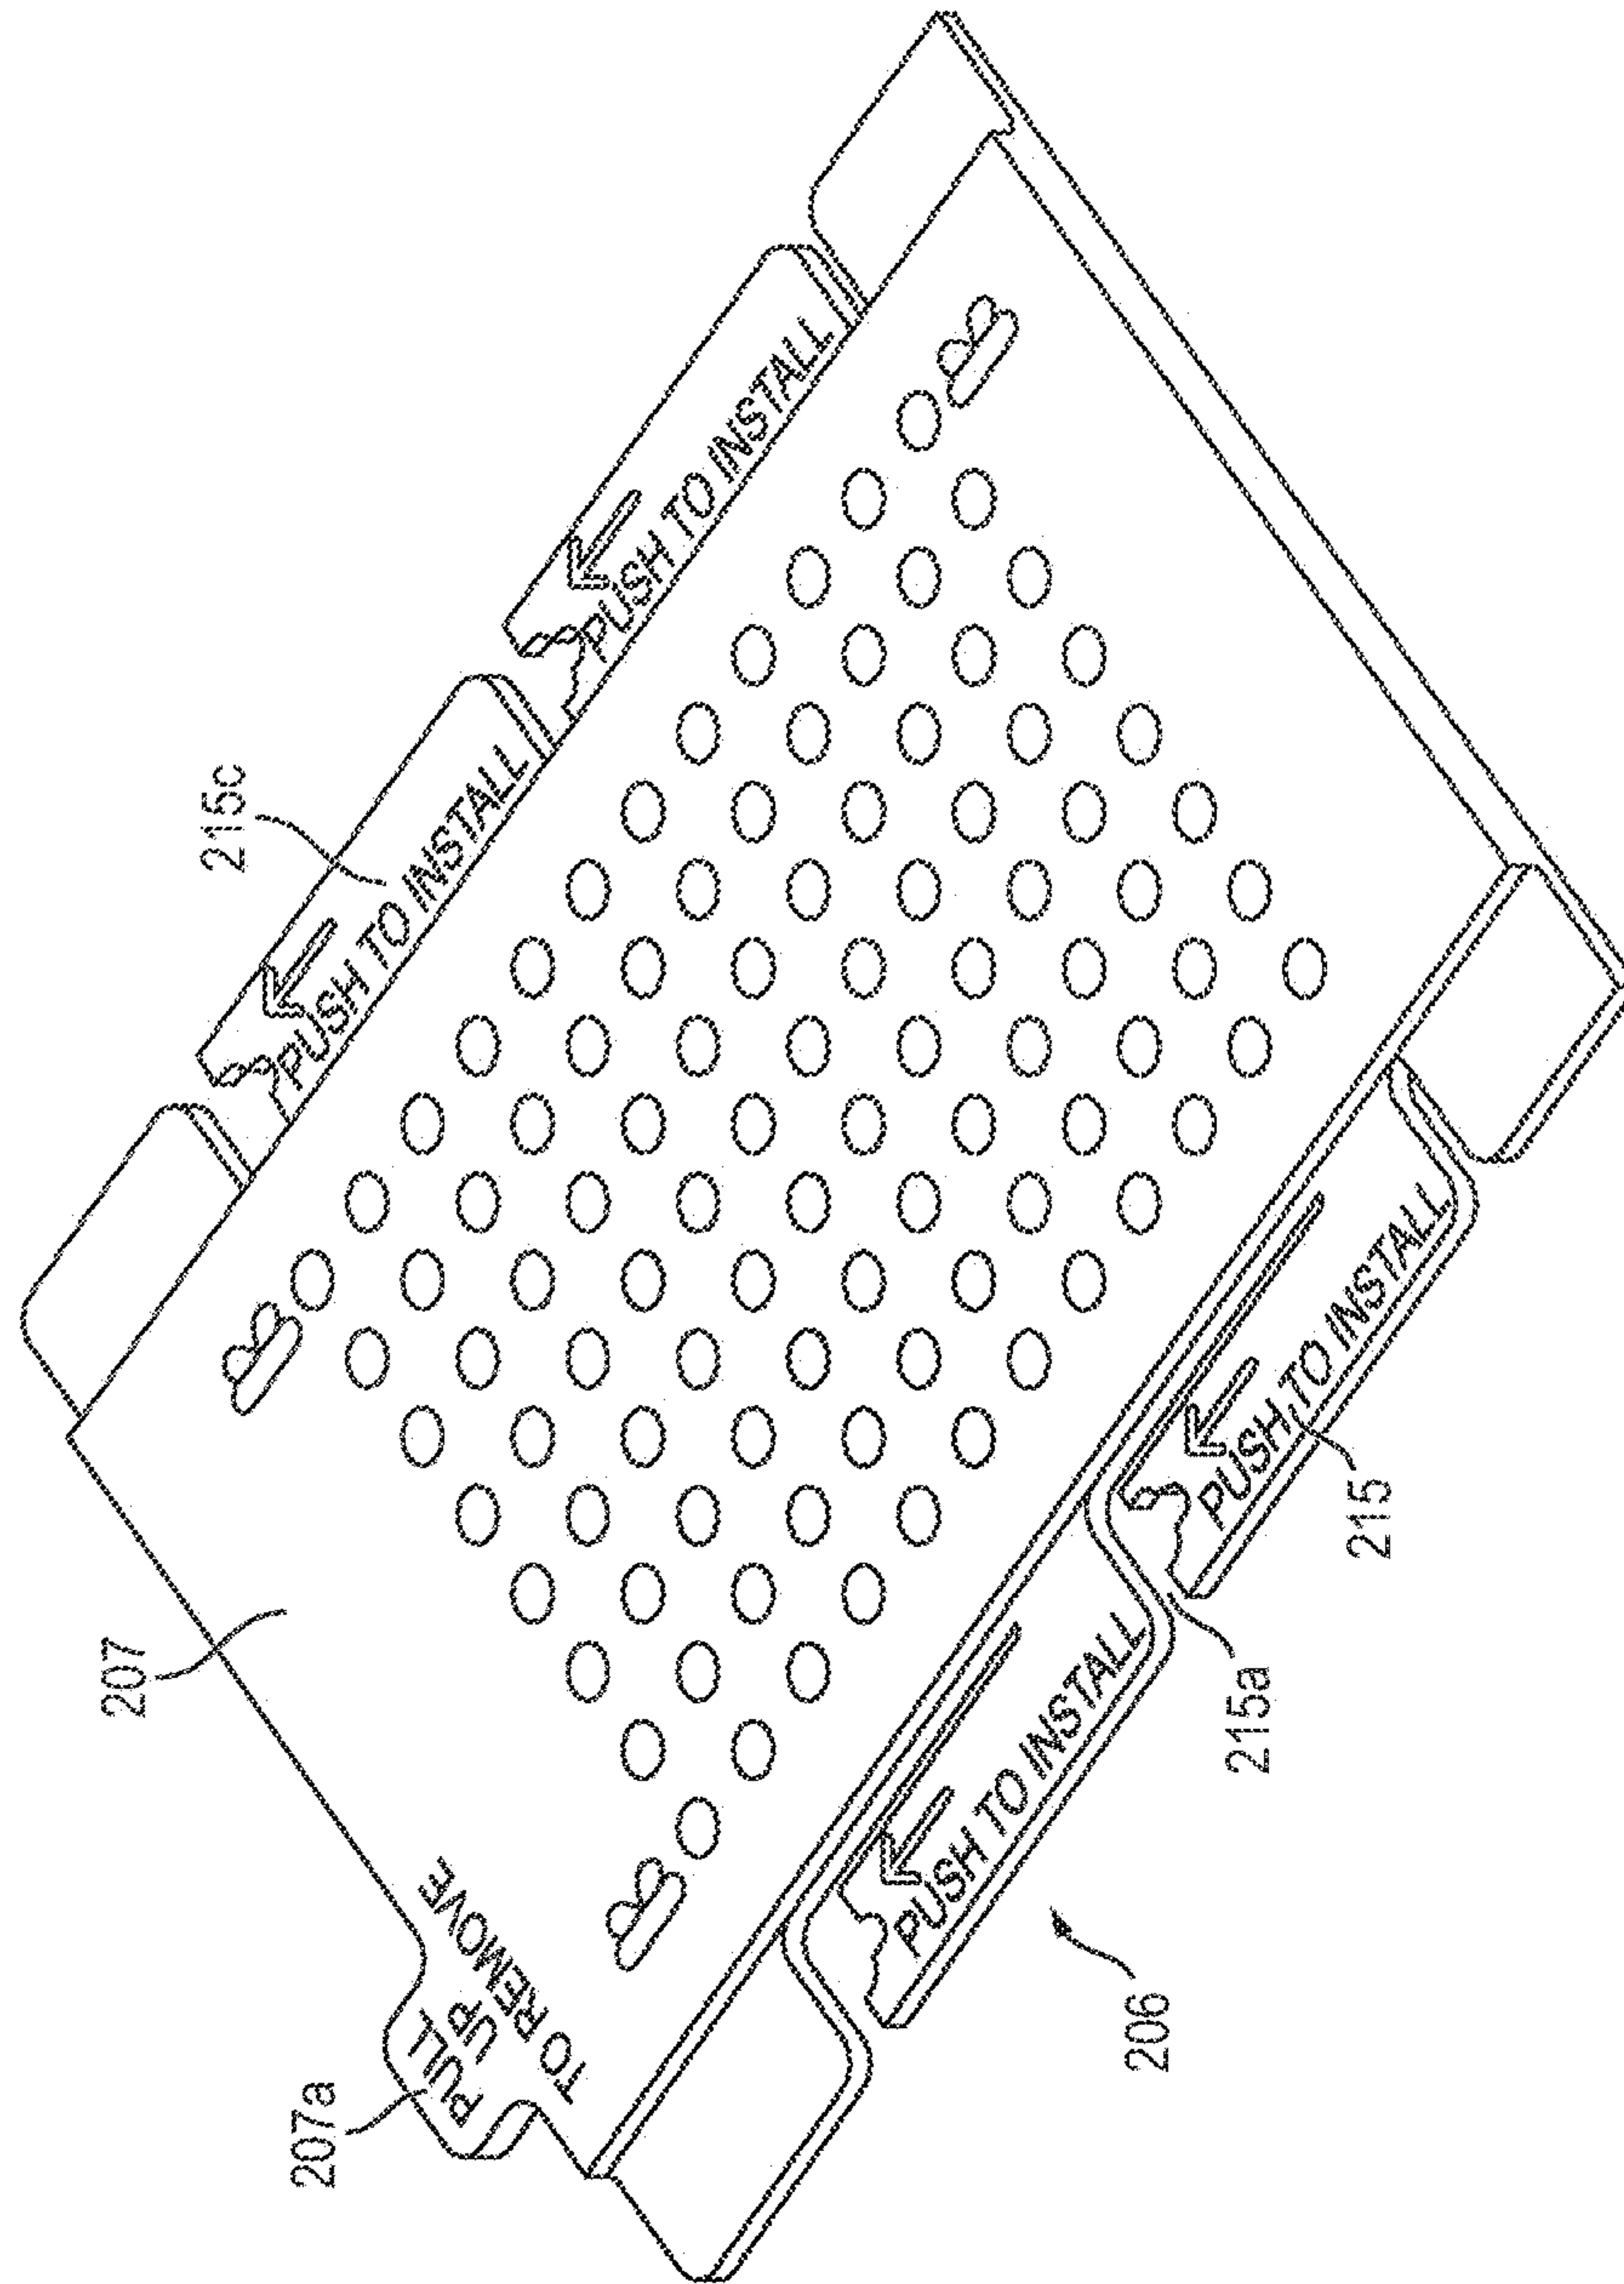 207a
PULL
UP
TO REMOVE
207
215c
PUSH TO INSTALL
PUSH TO INSTALL
206
PUSH TO INSTALL
215a
PUSH TO INSTALL
215